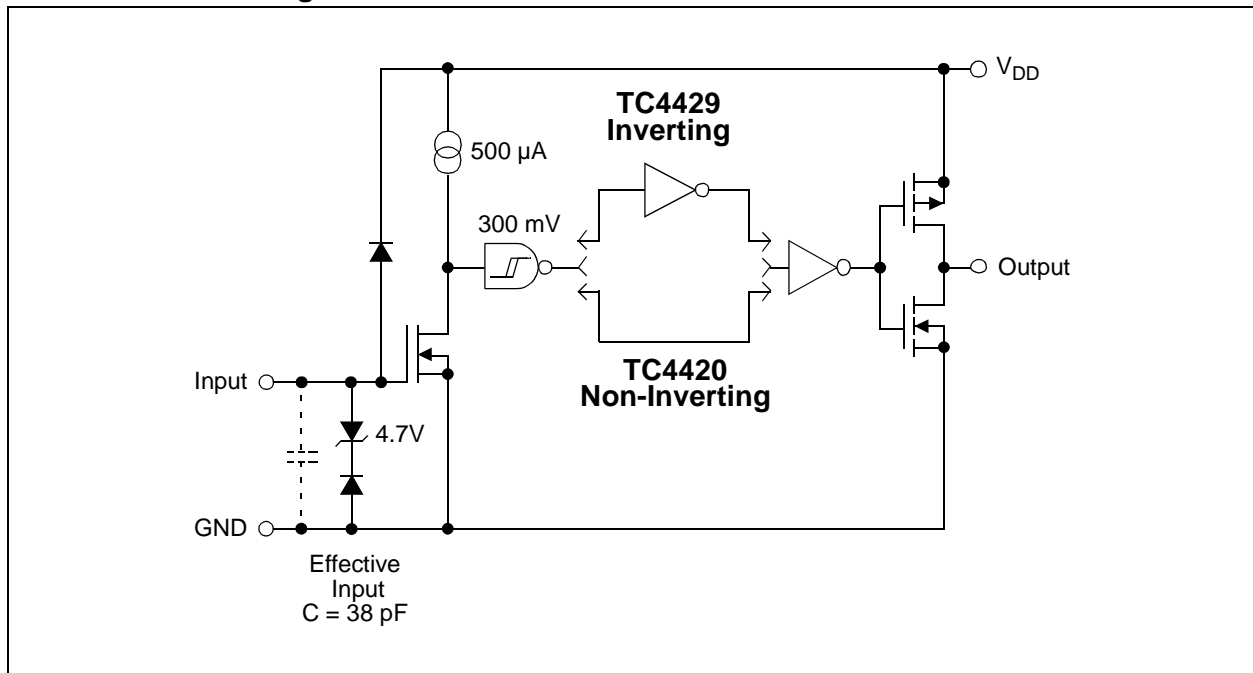 V_DD
TC4429
Inverting
500 µA
300 mV
Output
TC4420
Non-Inverting
Input
4.7V
GND
Effective
Input
C = 38 pF